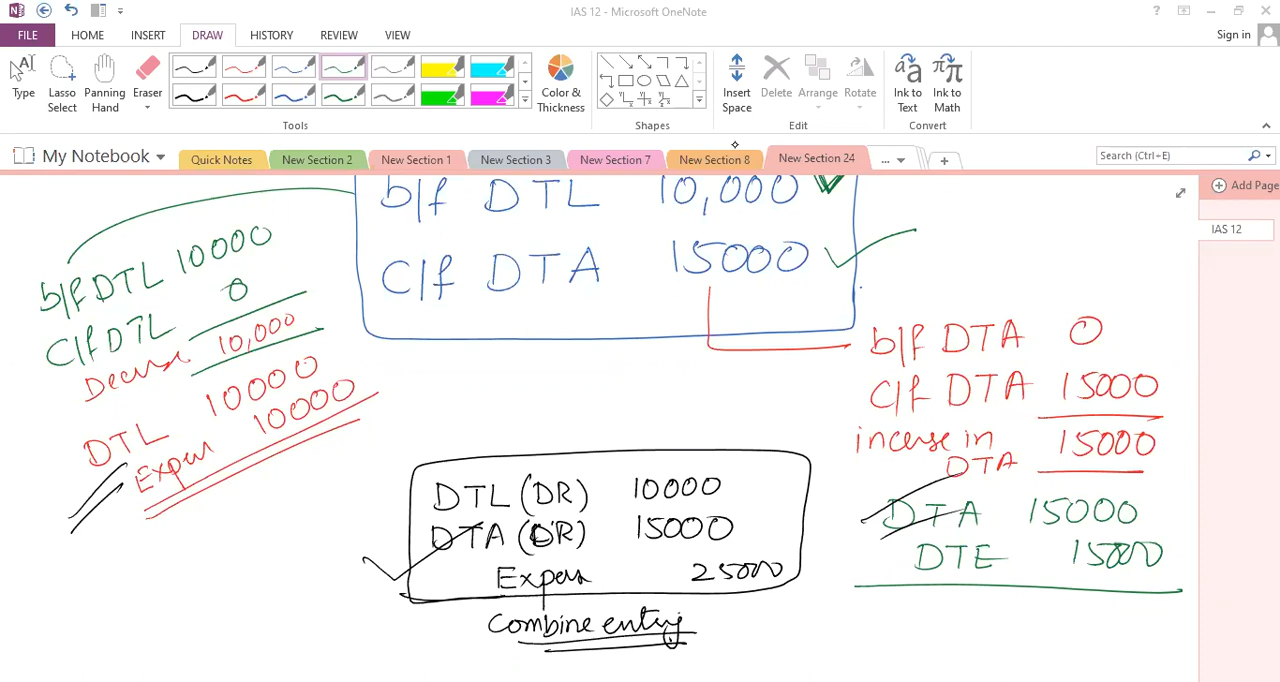 IAS 12 - Microsoft OneNote
?
FILE
HOME
INSERT
DRAW
HISTORY
REVIEW
VIEW
Sign in
Type
Lasso Select
Panning Hand
Eraser
Color & Thickness
Insert Space
Delete
Arrange
Rotate
Ink to Text
Ink to Math
Tools
Shapes
Edit
Convert
My Notebook
Quick Notes
New Section 2
New Section 1
New Section 3
New Section 7
New Section 8
New Section 24
...
Search (Ctrl+E)
Add Page
IAS 12
b/f DTL 10,000
C/f DTA 15000
b/f DTL 10000
C/f DTL 0
Decrease 10,000
DTL 10000
Expen 10000
b/f DTA 0
C/f DTA 15000
incease in DTA 15000
DTA 15000
DTE 15000
DTL (DR) 10000
DTA (DR) 15000
Expen 25000
Combine entry